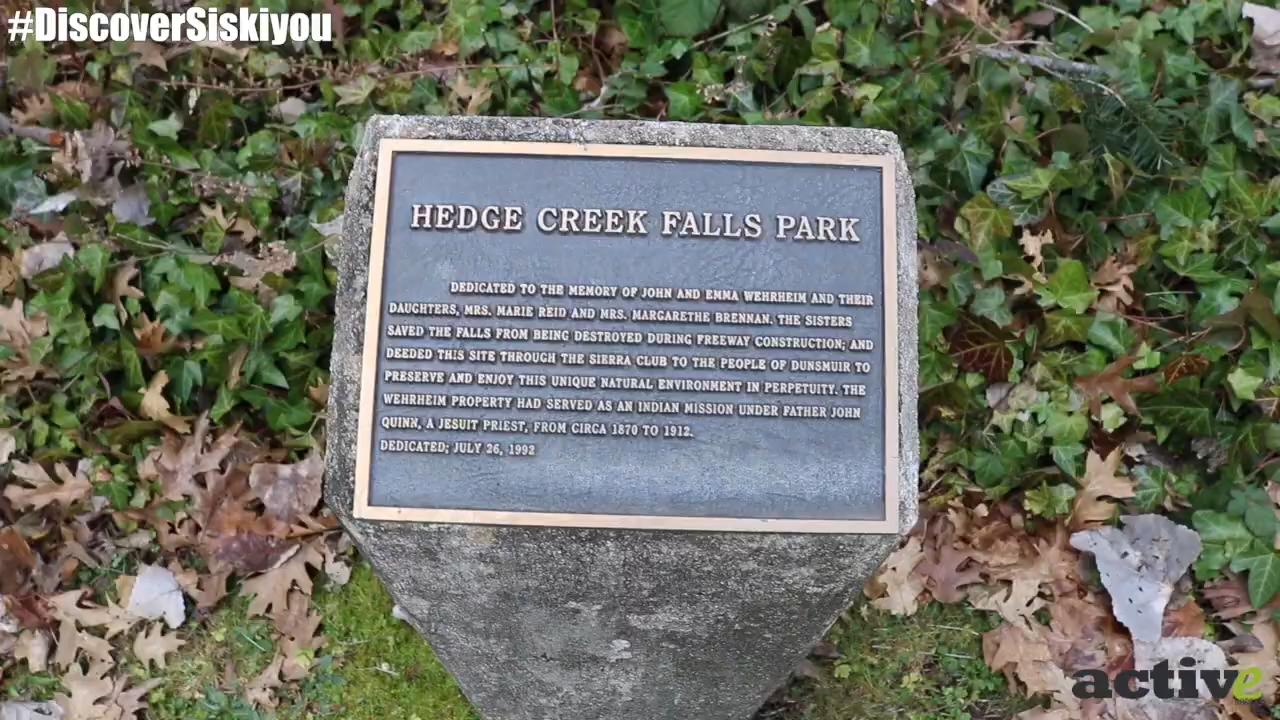 #DiscoverSiskiyou
HEDGE CREEK FALLS PARK
DEDICATED TO THE MEMORY OF JOHN AND EMMA WEHRHEIM AND THEIR
DAUGHTERS, MRS. MARIE REID AND MRS. MARGARETHE BRENNAN. THE SISTERS
SAVED THE FALLS FROM BEING DESTROYED DURING FREEWAY CONSTRUCTION; AND
DEEDED THIS SITE THROUGH THE SIERRA CLUB TO THE PEOPLE OF DUNSMUIR TO
PRESERVE AND ENJOY THIS UNIQUE NATURAL ENVIRONMENT IN PERPETUITY. THE
WEHRHEIM PROPERTY HAD SERVED AS AN INDIAN MISSION UNDER FATHER JOHN
QUINN, A JESUIT PRIEST, FROM CIRCA 1870 TO 1912.
DEDICATED; JULY 26, 1992
active